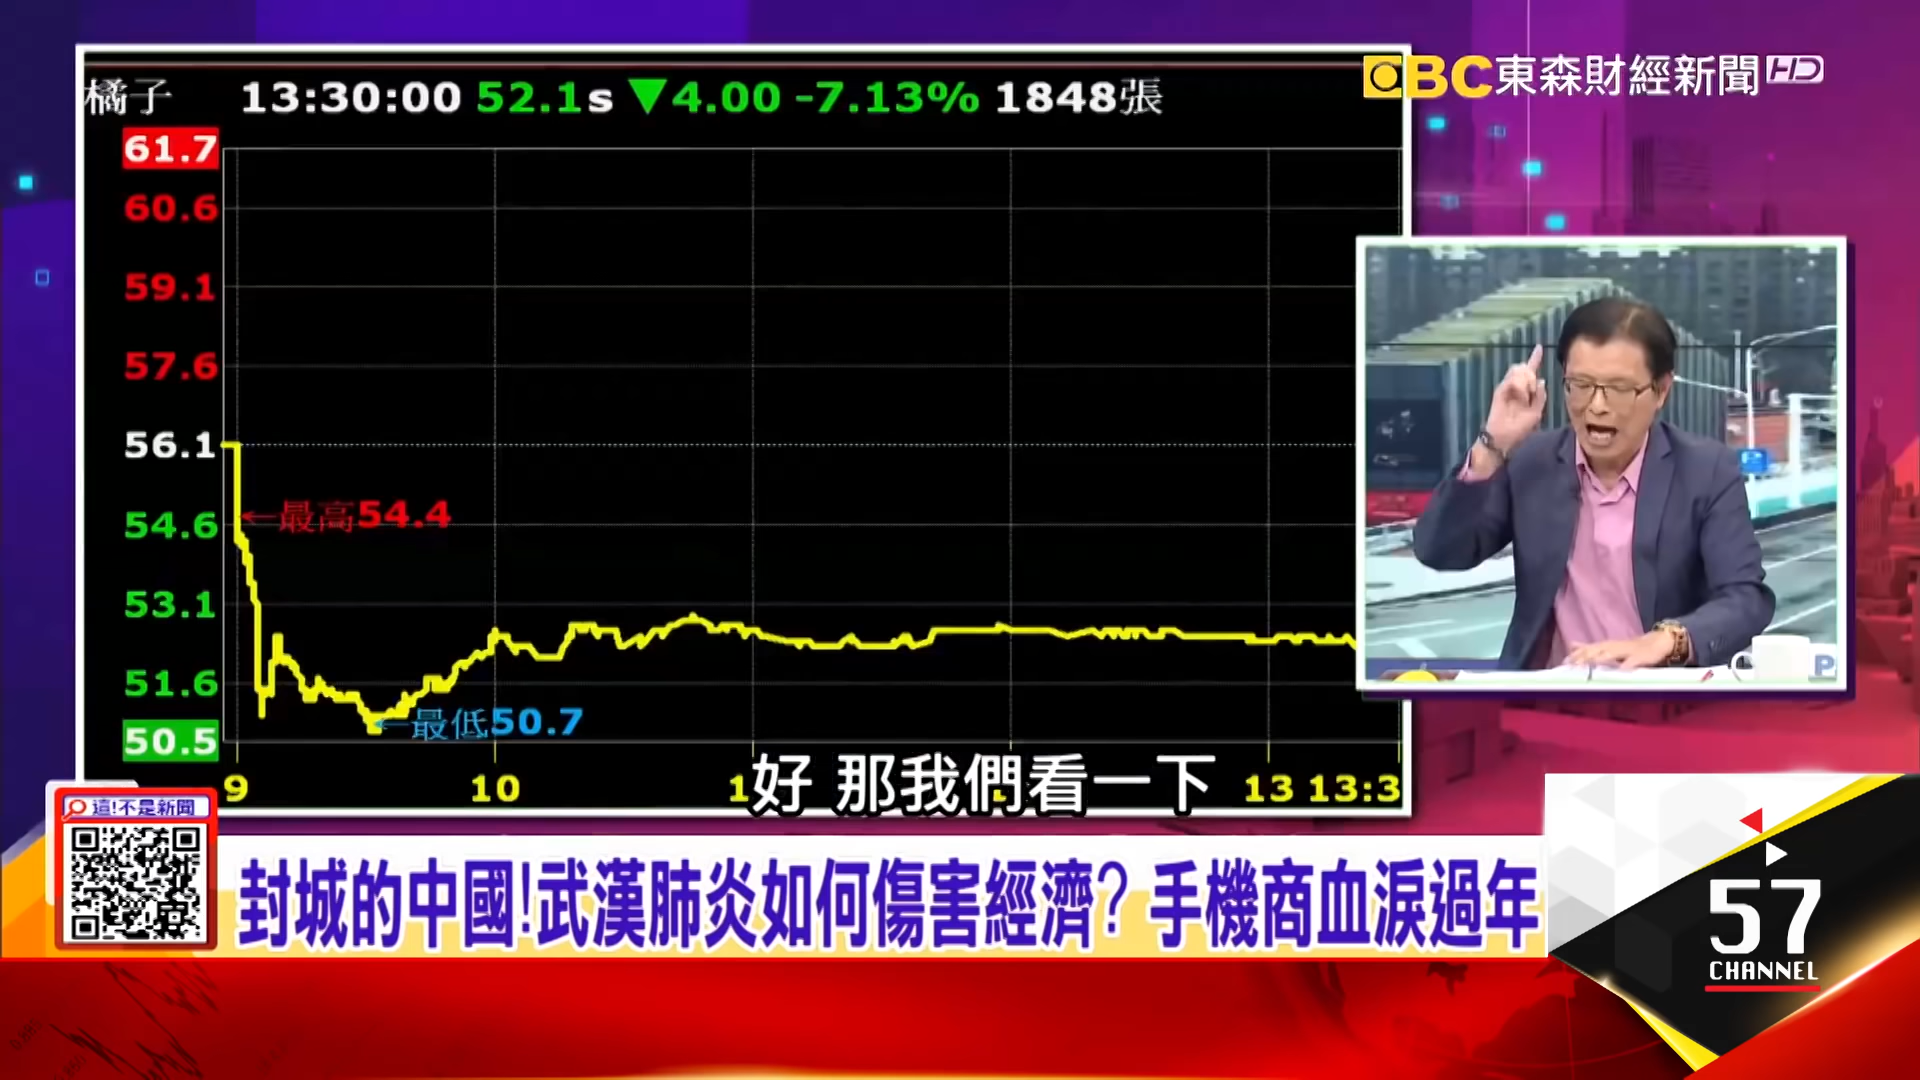 橘子 13:30:00 52.1s ▼4.00 -7.13% 1848張
EBC東森財經新聞HD
61.7
60.6
59.1
57.6
56.1
54.6
53.1
51.6
50.5
←最高54.4
←最低50.7
9 10 1 13 13:3
好 那我們看一下
這!不是新聞
封城的中國!武漢肺炎如何傷害經濟? 手機商血淚過年
57
CHANNEL
P